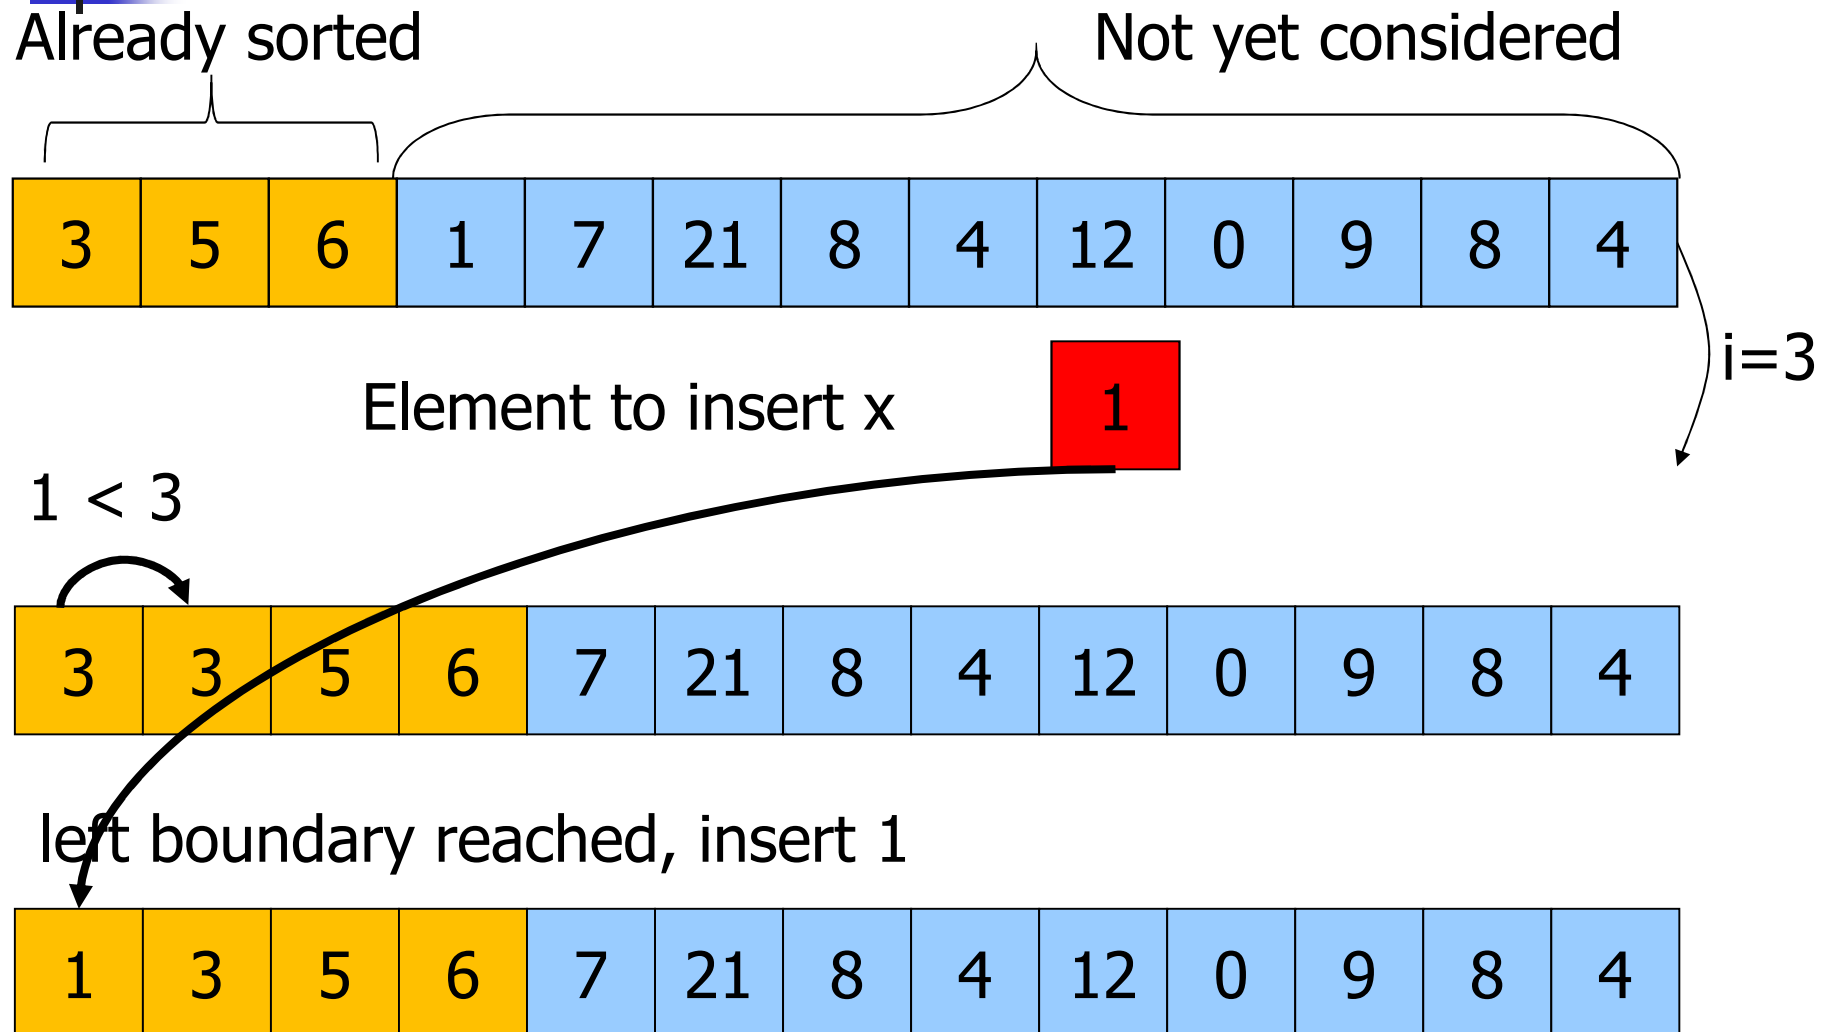 Already sorted
Not yet considered
3 5 6 1 7 21 8 4 12 0 9 8 4
i=3
Element to insert x 1
1 < 3
3 3 5 6 7 21 8 4 12 0 9 8 4
left boundary reached, insert 1
1 3 5 6 7 21 8 4 12 0 9 8 4